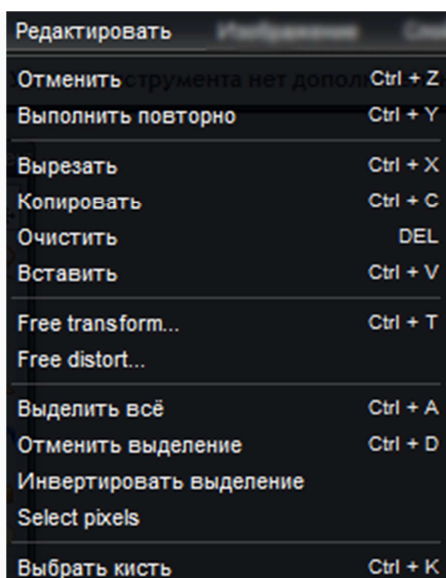 Редактировать Изображение
Отменить Ctrl + Z
Выполнить повторно Ctrl + Y
Вырезать Ctrl + X
Копировать Ctrl + C
Очистить DEL
Вставить Ctrl + V
Free transform... Ctrl + T
Free distort...
Выделить всё Ctrl + A
Отменить выделение Ctrl + D
Инвертировать выделение
Select pixels
Выбрать кисть Ctrl + K